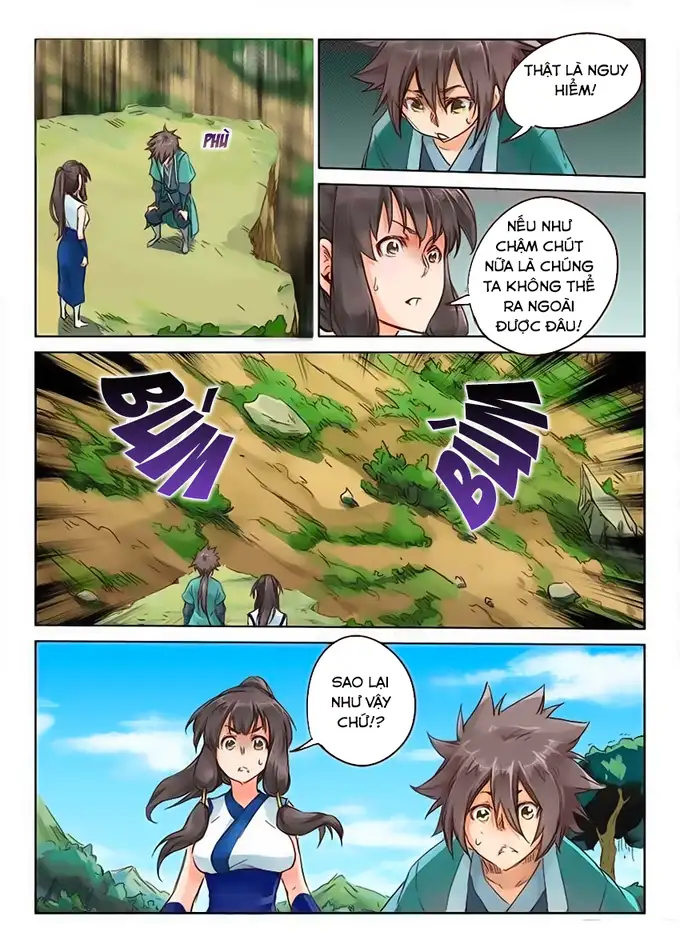 PHÙ
THẬT LÀ NGUY
HIỂM!
NẾU NHƯ
CHẬM CHÚT
NỮA LÀ CHÚNG
TA KHÔNG THỂ
RA NGOÀI
ĐƯỢC ĐÂU!
BÙM
BÙM
SAO LẠI
NHƯ VẬY
CHỨ!?